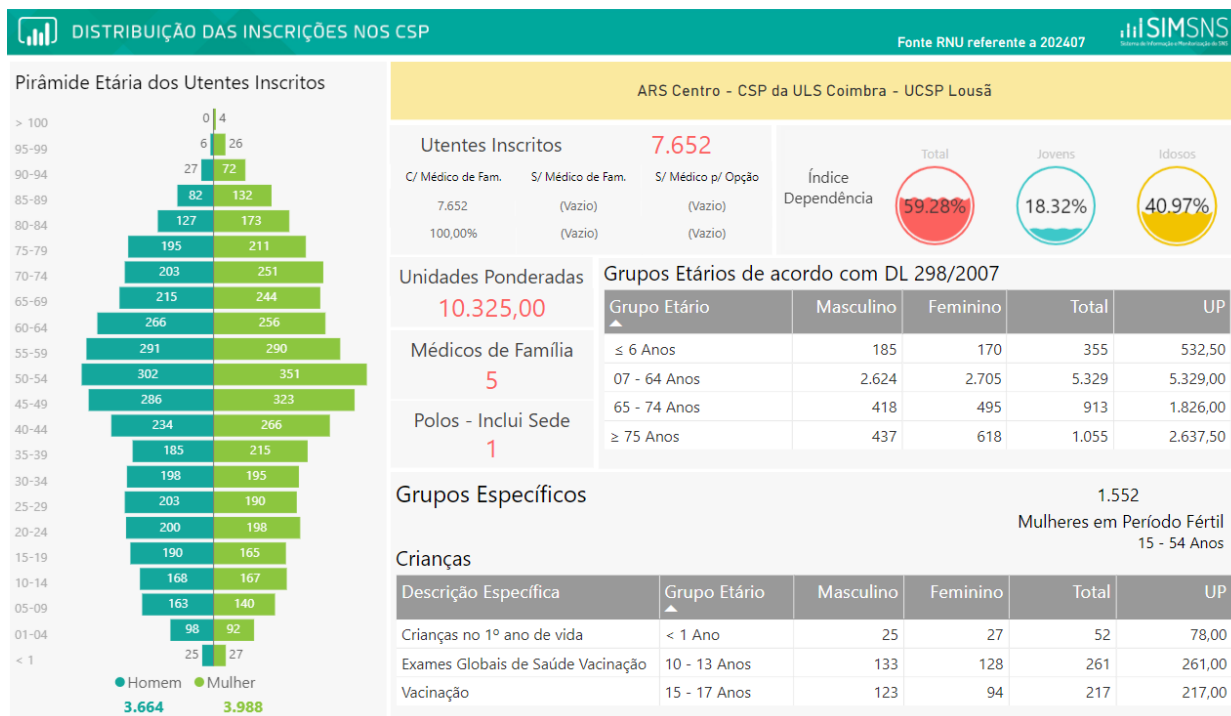 DISTRIBUIÇÃO DAS INSCRIÇÕES NOS CSP
Fonte RNU referente a 202407
SIMSNS
Sistema de Informação e Monitorização do SNS
Pirâmide Etária dos Utentes Inscritos
> 100 0 4
95-99 6 26
90-94 27 72
85-89 82 132
80-84 127 173
75-79 195 211
70-74 203 251
65-69 215 244
60-64 266 256
55-59 291 290
50-54 302 351
45-49 286 323
40-44 234 266
35-39 185 215
30-34 198 195
25-29 203 190
20-24 200 198
15-19 190 165
10-14 168 167
05-09 163 140
01-04 98 92
< 1 25 27
Homem Mulher
3.664 3.988
ARS Centro - CSP da ULS Coimbra - UCSP Lousã
Utentes Inscritos 7.652
C/ Médico de Fam. S/ Médico de Fam. S/ Médico p/ Opção
7.652 (Vazio) (Vazio)
100,00% (Vazio) (Vazio)
Índice
Dependência
Total Jovens Idosos
59.28% 18.32% 40.97%
Unidades Ponderadas
10.325,00
Médicos de Família
5
Polos - Inclui Sede
1
Grupos Etários de acordo com DL 298/2007
Grupo Etário Masculino Feminino Total UP
≤ 6 Anos 185 170 355 532,50
07 - 64 Anos 2.624 2.705 5.329 5.329,00
65 - 74 Anos 418 495 913 1.826,00
≥ 75 Anos 437 618 1.055 2.637,50
Grupos Específicos
1.552
Mulheres em Período Fértil
15 - 54 Anos
Crianças
Descrição Específica Grupo Etário Masculino Feminino Total UP
Crianças no 1º ano de vida < 1 Ano 25 27 52 78,00
Exames Globais de Saúde Vacinação 10 - 13 Anos 133 128 261 261,00
Vacinação 15 - 17 Anos 123 94 217 217,00